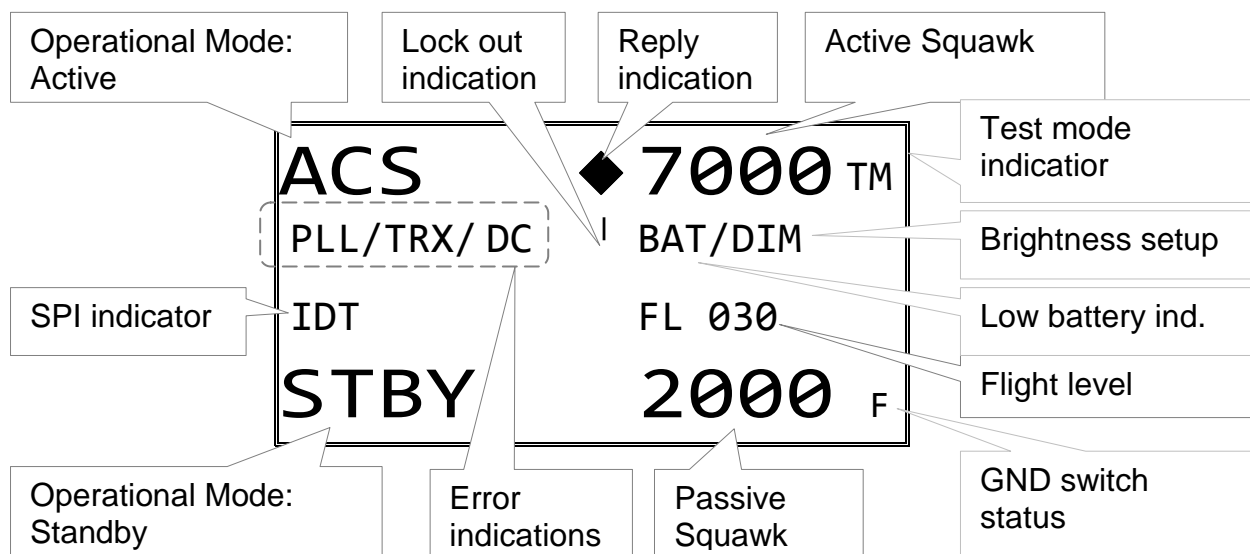 Operational Mode:
Active
Lock out
indication
Reply
indication
Active Squawk
Test mode
indicatior
ACS
7000 TM
PLL/TRX/ DC
I BAT/DIM
Brightness setup
SPI indicator
IDT
FL 030
Low battery ind.
Flight level
STBY
2000 F
Operational Mode:
Standby
Error
indications
Passive
Squawk
GND switch
status